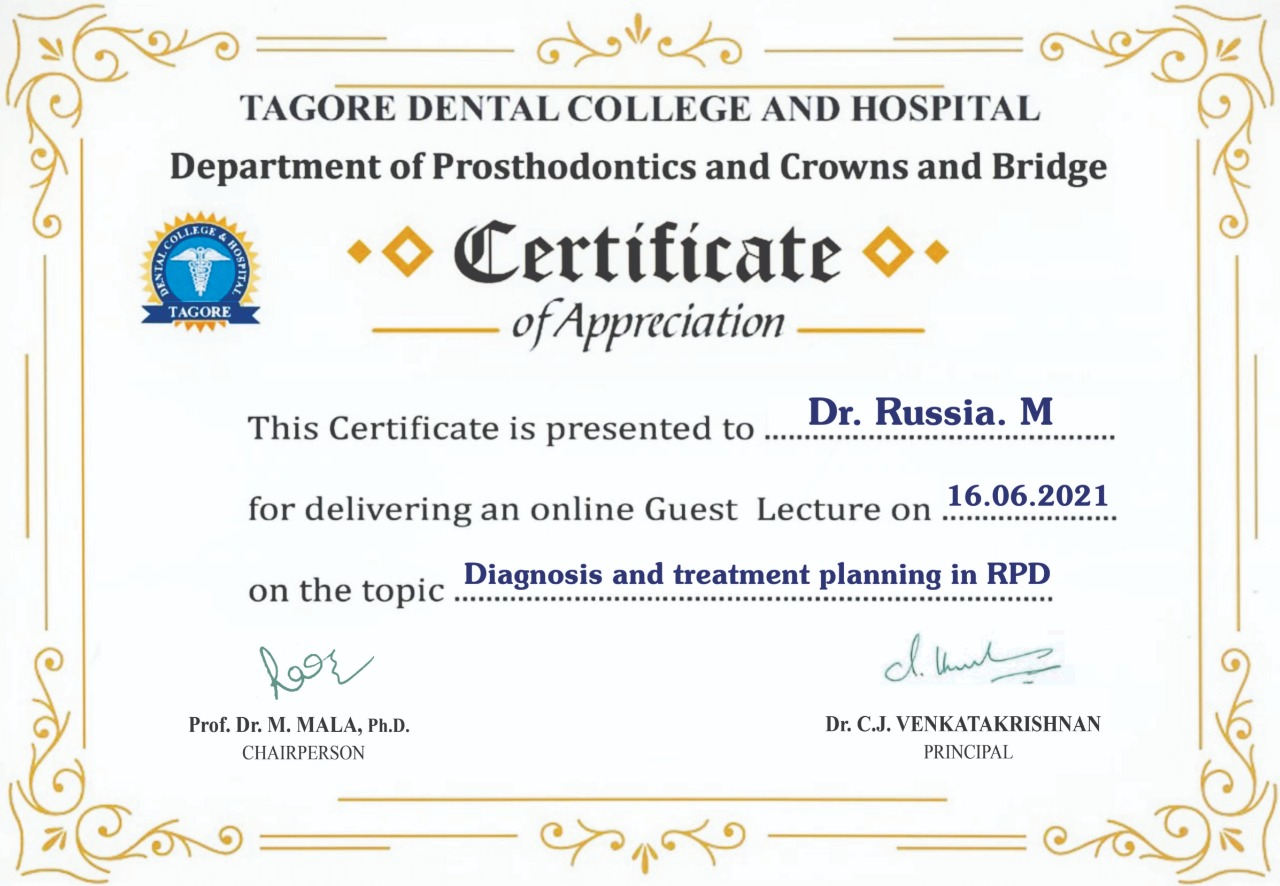 TAGORE DENTAL COLLEGE AND HOSPITAL
Department of Prosthodontics and Crowns and Bridge
DENTAL COLLEGE & HOSPITAL
TAGORE
Certificate
of Appreciation
This Certificate is presented to Dr. Russia. M
for delivering an online Guest Lecture on 16.06.2021
on the topic Diagnosis and treatment planning in RPD
Prof. Dr. M. MALA, Ph.D.
CHAIRPERSON
Dr. C.J. VENKATAKRISHNAN
PRINCIPAL